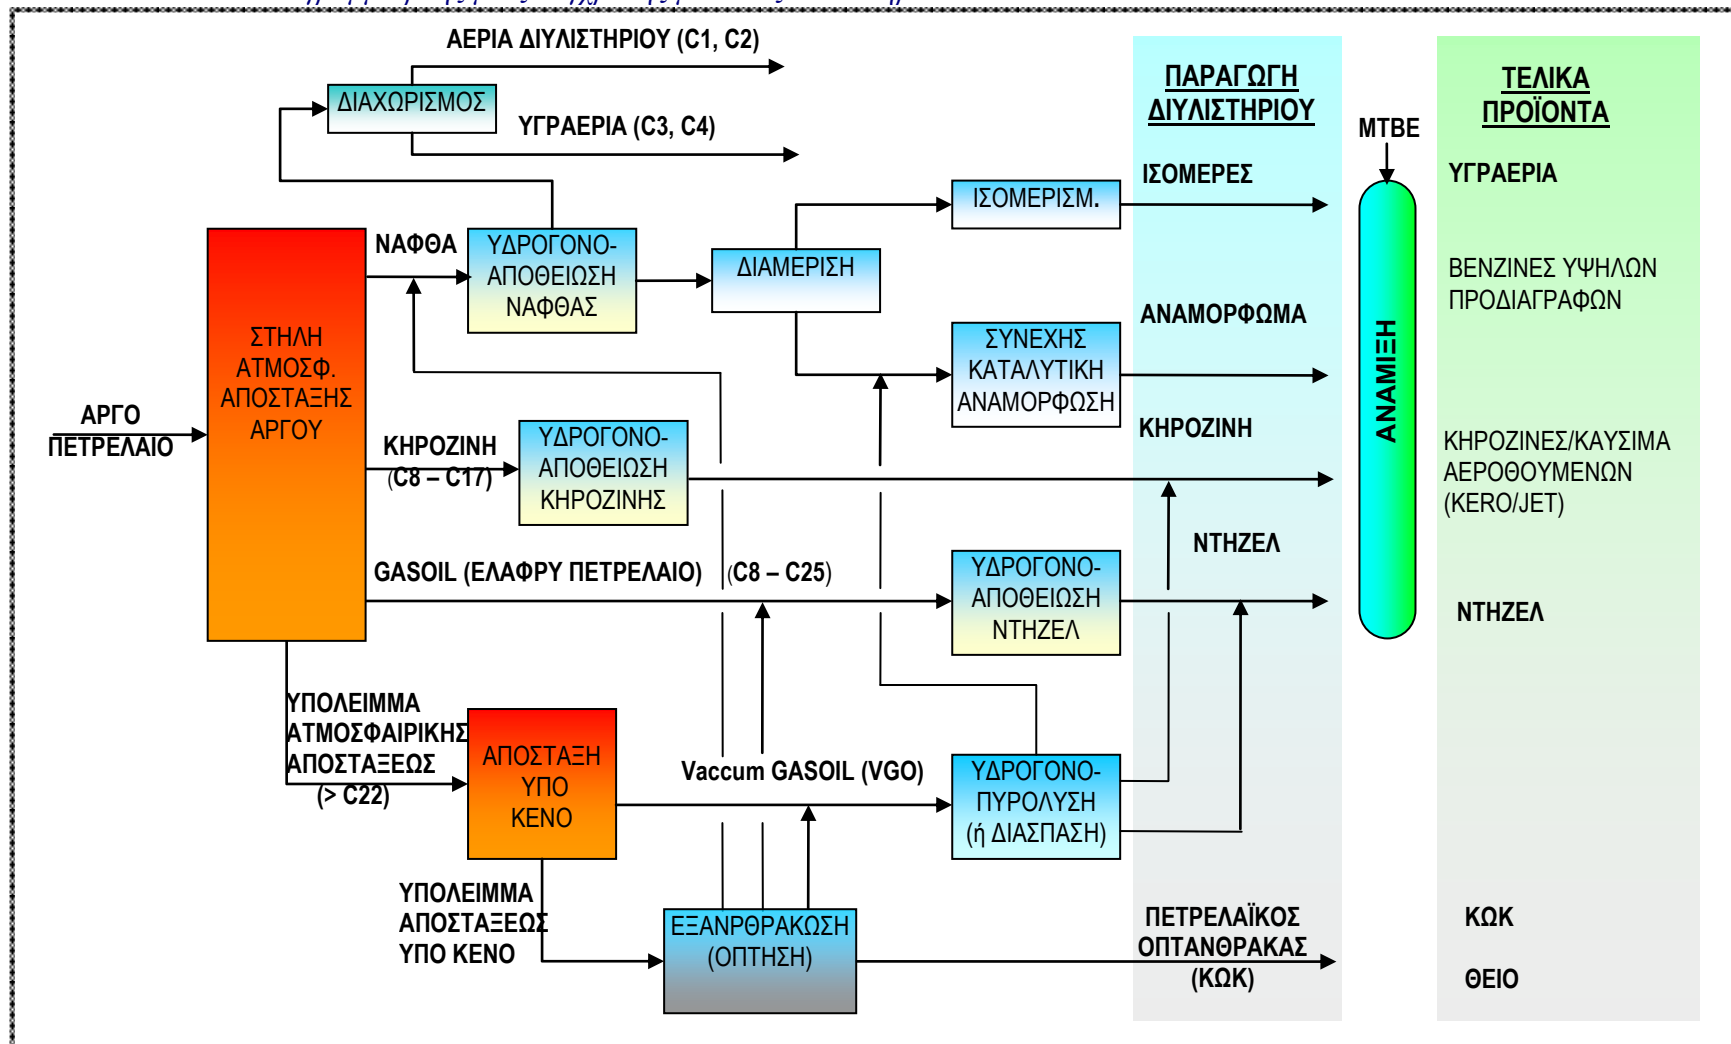 ΑΕΡΙΑ ΔΙΥΛΙΣΤΗΡΙΟΥ (C1, C2)
ΔΙΑΧΩΡΙΣΜΟΣ
ΥΓΡΑΕΡΙΑ (C3, C4)
ΠΑΡΑΓΩΓΗ
ΔΙΥΛΙΣΤΗΡΙΟΥ
ΤΕΛΙΚΑ
ΠΡΟΪΟΝΤΑ
MTBE
ΑΝΑΜΙΞΗ
ΑΡΓΟ
ΠΕΤΡΕΛΑΙΟ
ΣΤΗΛΗ
ΑΤΜΟΣΦ.
ΑΠΟΣΤΑΞΗΣ
ΑΡΓΟΥ
ΝΑΦΘΑ
ΥΔΡΟΓΟΝΟ-
ΑΠΟΘΕΙΩΣΗ
ΝΑΦΘΑΣ
ΔΙΑΜΕΡΙΣΗ
ΙΣΟΜΕΡΙΣΜ.
ΙΣΟΜΕΡΕΣ
ΥΓΡΑΕΡΙΑ
ΣΥΝΕΧΗΣ
ΚΑΤΑΛΥΤΙΚΗ
ΑΝΑΜΟΡΦΩΣΗ
ΑΝΑΜΟΡΦΩΜΑ
ΒΕΝΖΙΝΕΣ ΥΨΗΛΩΝ
ΠΡΟΔΙΑΓΡΑΦΩΝ
ΚΗΡΟΖΙΝΗ
(C8 – C17)
ΥΔΡΟΓΟΝΟ-
ΑΠΟΘΕΙΩΣΗ
ΚΗΡΟΖΙΝΗΣ
ΚΗΡΟΖΙΝΗ
ΚΗΡΟΖΙΝΕΣ/ΚΑΥΣΙΜΑ
ΑΕΡΟΘΟΥΜΕΝΩΝ
(KERO/JET)
GASOIL (ΕΛΑΦΡΥ ΠΕΤΡΕΛΑΙΟ) (C8 – C25)
ΥΔΡΟΓΟΝΟ-
ΑΠΟΘΕΙΩΣΗ
ΝΤΗΖΕΛ
ΝΤΗΖΕΛ
ΝΤΗΖΕΛ
ΥΠΟΛΕΙΜΜΑ
ΑΤΜΟΣΦΑΙΡΙΚΗΣ
ΑΠΟΣΤΑΞΕΩΣ
(> C22)
ΑΠΟΣΤΑΞΗ
ΥΠΟ
ΚΕΝΟ
Vaccum GASOIL (VGO)
ΥΔΡΟΓΟΝΟ-
ΠΥΡΟΛΥΣΗ
(ή ΔΙΑΣΠΑΣΗ)
ΥΠΟΛΕΙΜΜΑ
ΑΠΟΣΤΑΞΕΩΣ
ΥΠΟ ΚΕΝΟ
ΕΞΑΝΡΘΡΑΚΩΣΗ
(ΟΠΤΗΣΗ)
ΠΕΤΡΕΛΑΪΚΟΣ
ΟΠΤΑΝΘΡΑΚΑΣ
(ΚΩΚ)
ΚΩΚ
ΘΕΙΟ